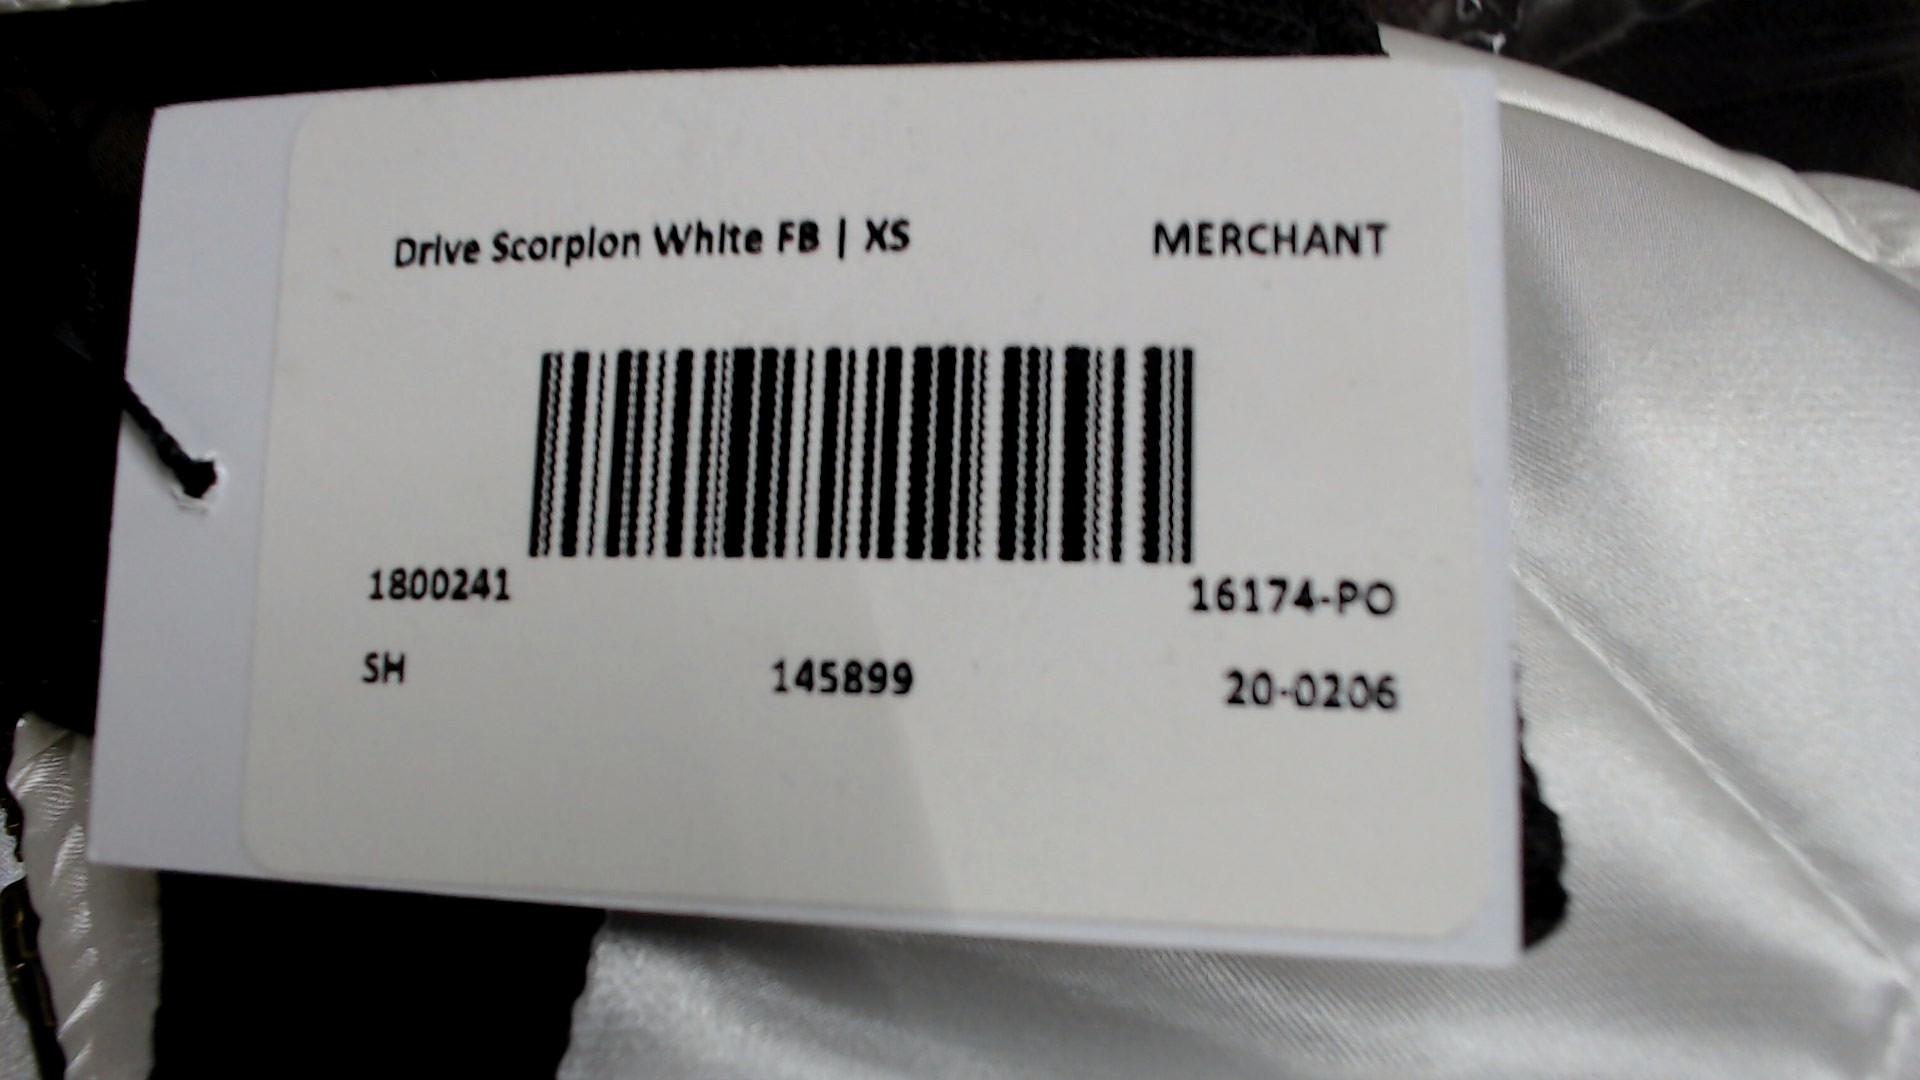 Drive Scorpion White FB | XS MERCHANT
1800241 16174-PO
SH 145899 20-0206